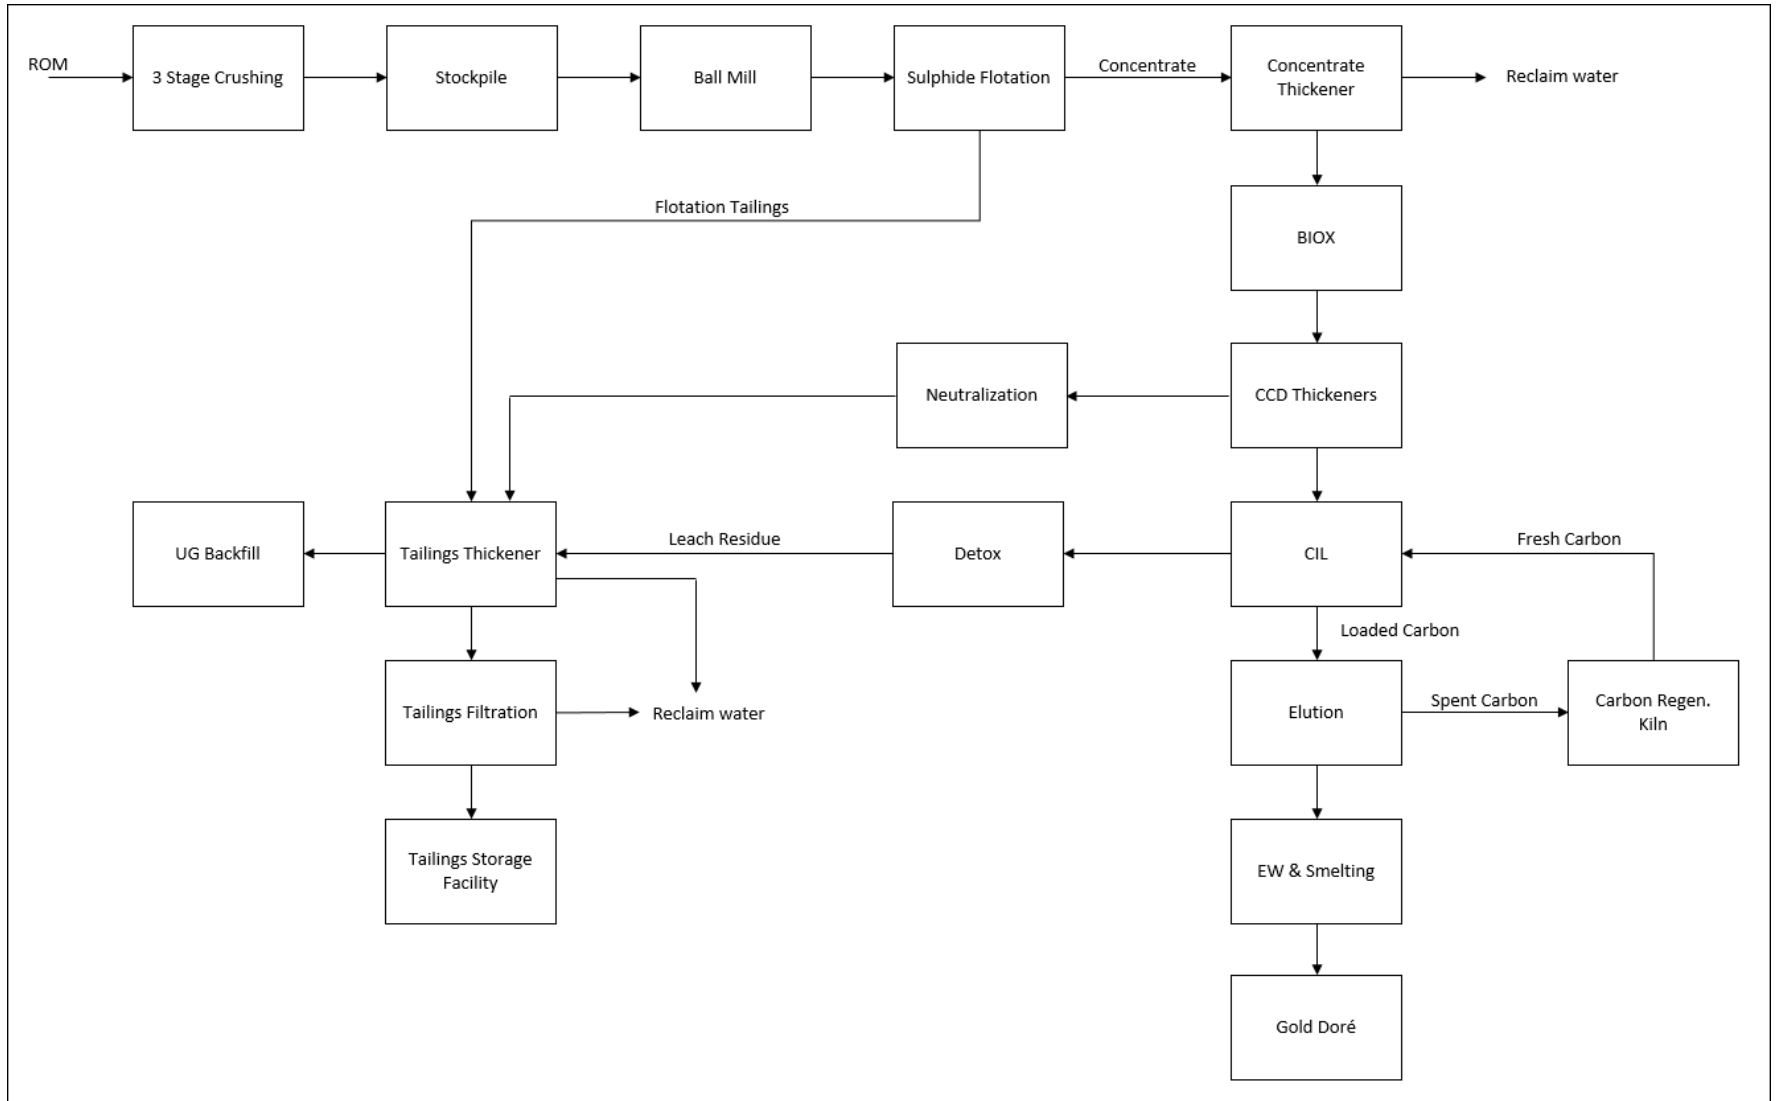 ROM
3 Stage Crushing
Stockpile
Ball Mill
Sulphide Flotation
Concentrate
Concentrate
Thickener
Reclaim water
Flotation Tailings
BIOX
Neutralization
CCD Thickeners
UG Backfill
Tailings Thickener
Leach Residue
Detox
CIL
Fresh Carbon
Loaded Carbon
Tailings Filtration
Reclaim water
Elution
Spent Carbon
Carbon Regen.
Kiln
Tailings Storage
Facility
EW & Smelting
Gold Doré